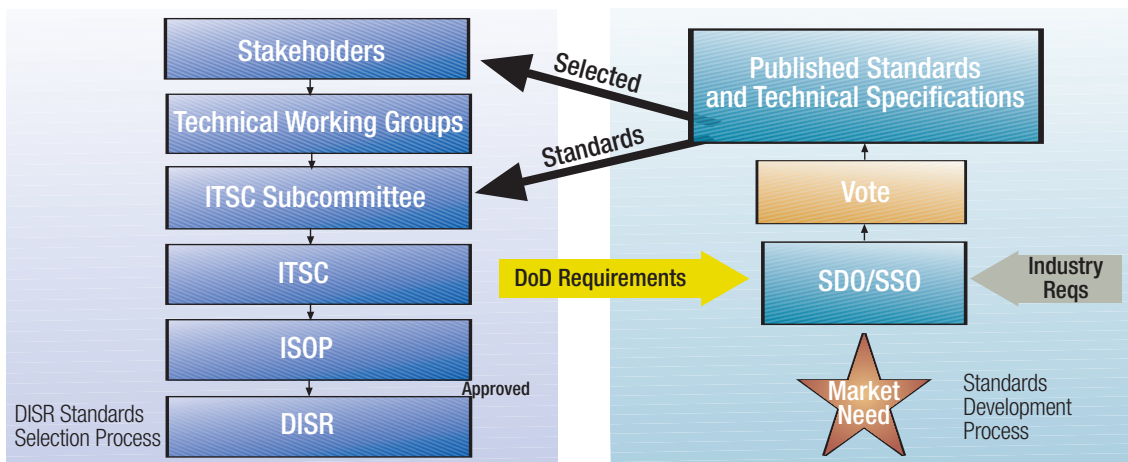 Stakeholders
Technical Working Groups
ITSC Subcommittee
ITSC
ISOP
Approved
DISR
DISR Standards
Selection Process
Selected
Standards
DoD Requirements
Published Standards
and Technical Specifications
Vote
SDO/SSO
Industry
Reqs
Market
Need
Standards
Development
Process